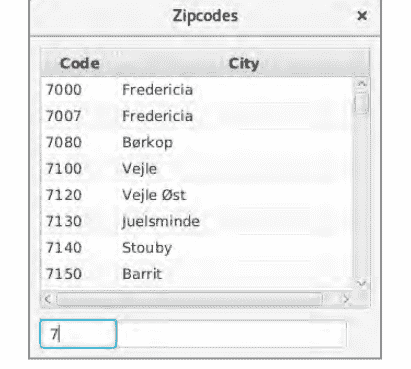 Zipcodes ×
Code City
7000 Fredericia
7007 Fredericia
7080 Børkop
7100 Vejle
7120 Vejle Øst
7130 Juelsminde
7140 Stouby
7150 Barrit
7